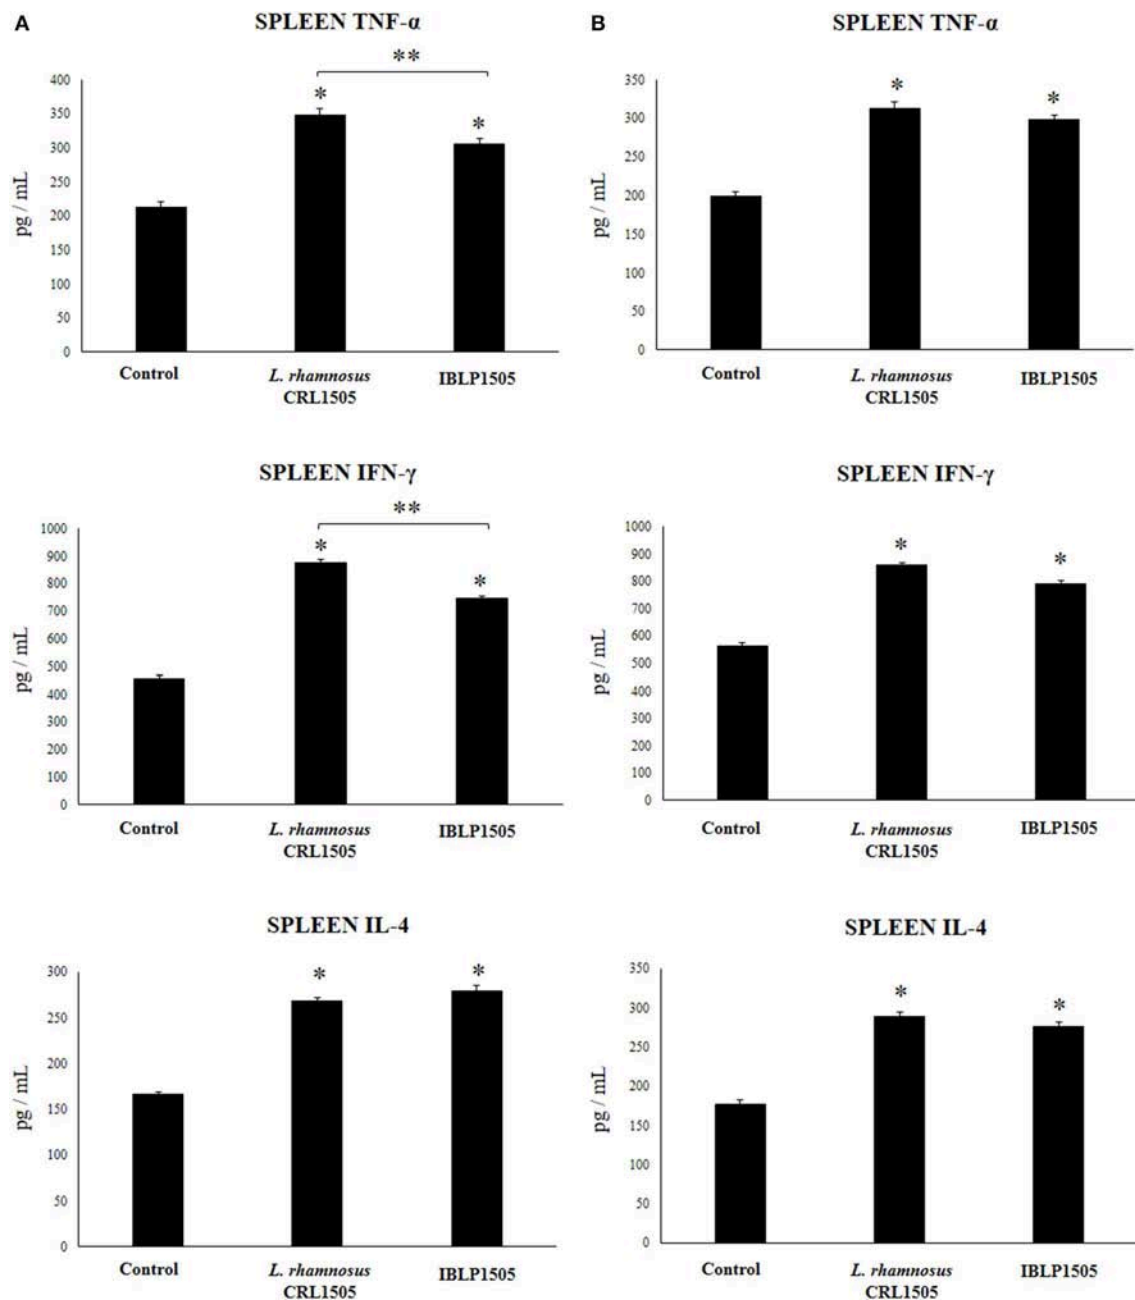 A
SPLEEN TNF-α
**
400
350
300
250
200
150
100
50
0
pg / mL
*
*
Control
L. rhamnosus
CRL1505
IBLP1505
B
SPLEEN TNF-α
350
300
250
200
150
100
50
0
pg / mL
*
*
Control
L. rhamnosus
CRL1505
IBLP1505
SPLEEN IFN-γ
**
1000
900
800
700
600
500
400
300
200
100
0
pg / mL
*
*
Control
L. rhamnosus
CRL1505
IBLP1505
SPLEEN IFN-γ
1000
900
800
700
600
500
400
300
200
100
0
pg / mL
*
*
Control
L. rhamnosus
CRL1505
IBLP1505
SPLEEN IL-4
300
250
200
150
100
50
0
pg / mL
*
*
Control
L. rhamnosus
CRL1505
IBLP1505
SPLEEN IL-4
350
300
250
200
150
100
50
0
pg / mL
*
*
Control
L. rhamnosus
CRL1505
IBLP1505